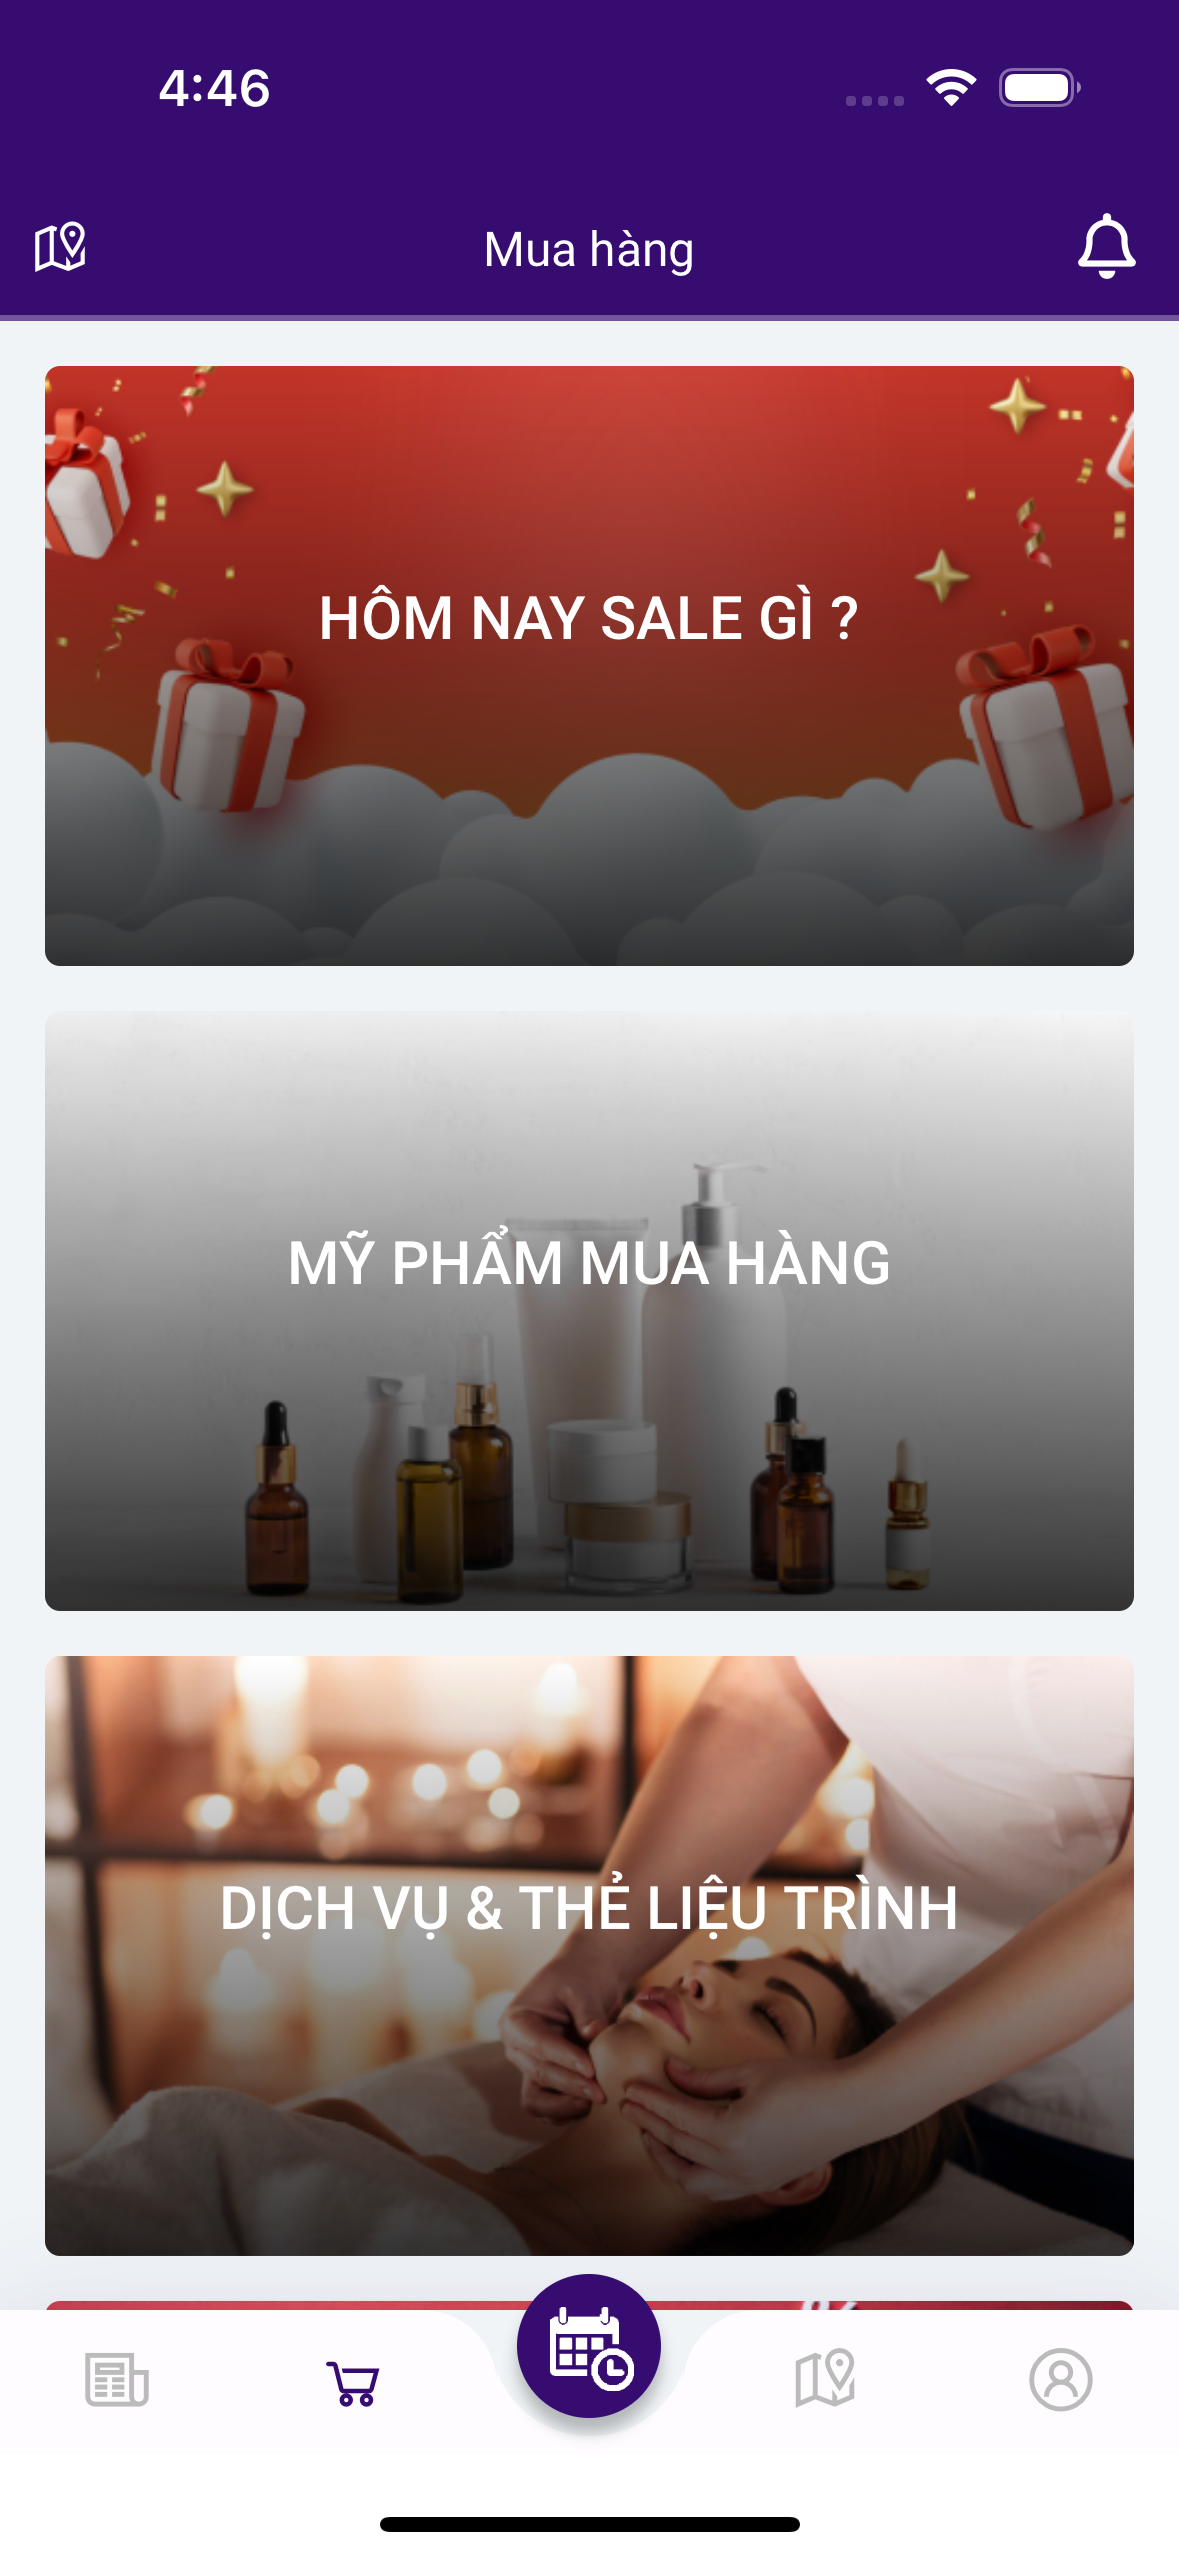 4:46
Mua hàng
HÔM NAY SALE GÌ ?
MỸ PHẨM MUA HÀNG
DỊCH VỤ & THẺ LIỆU TRÌNH